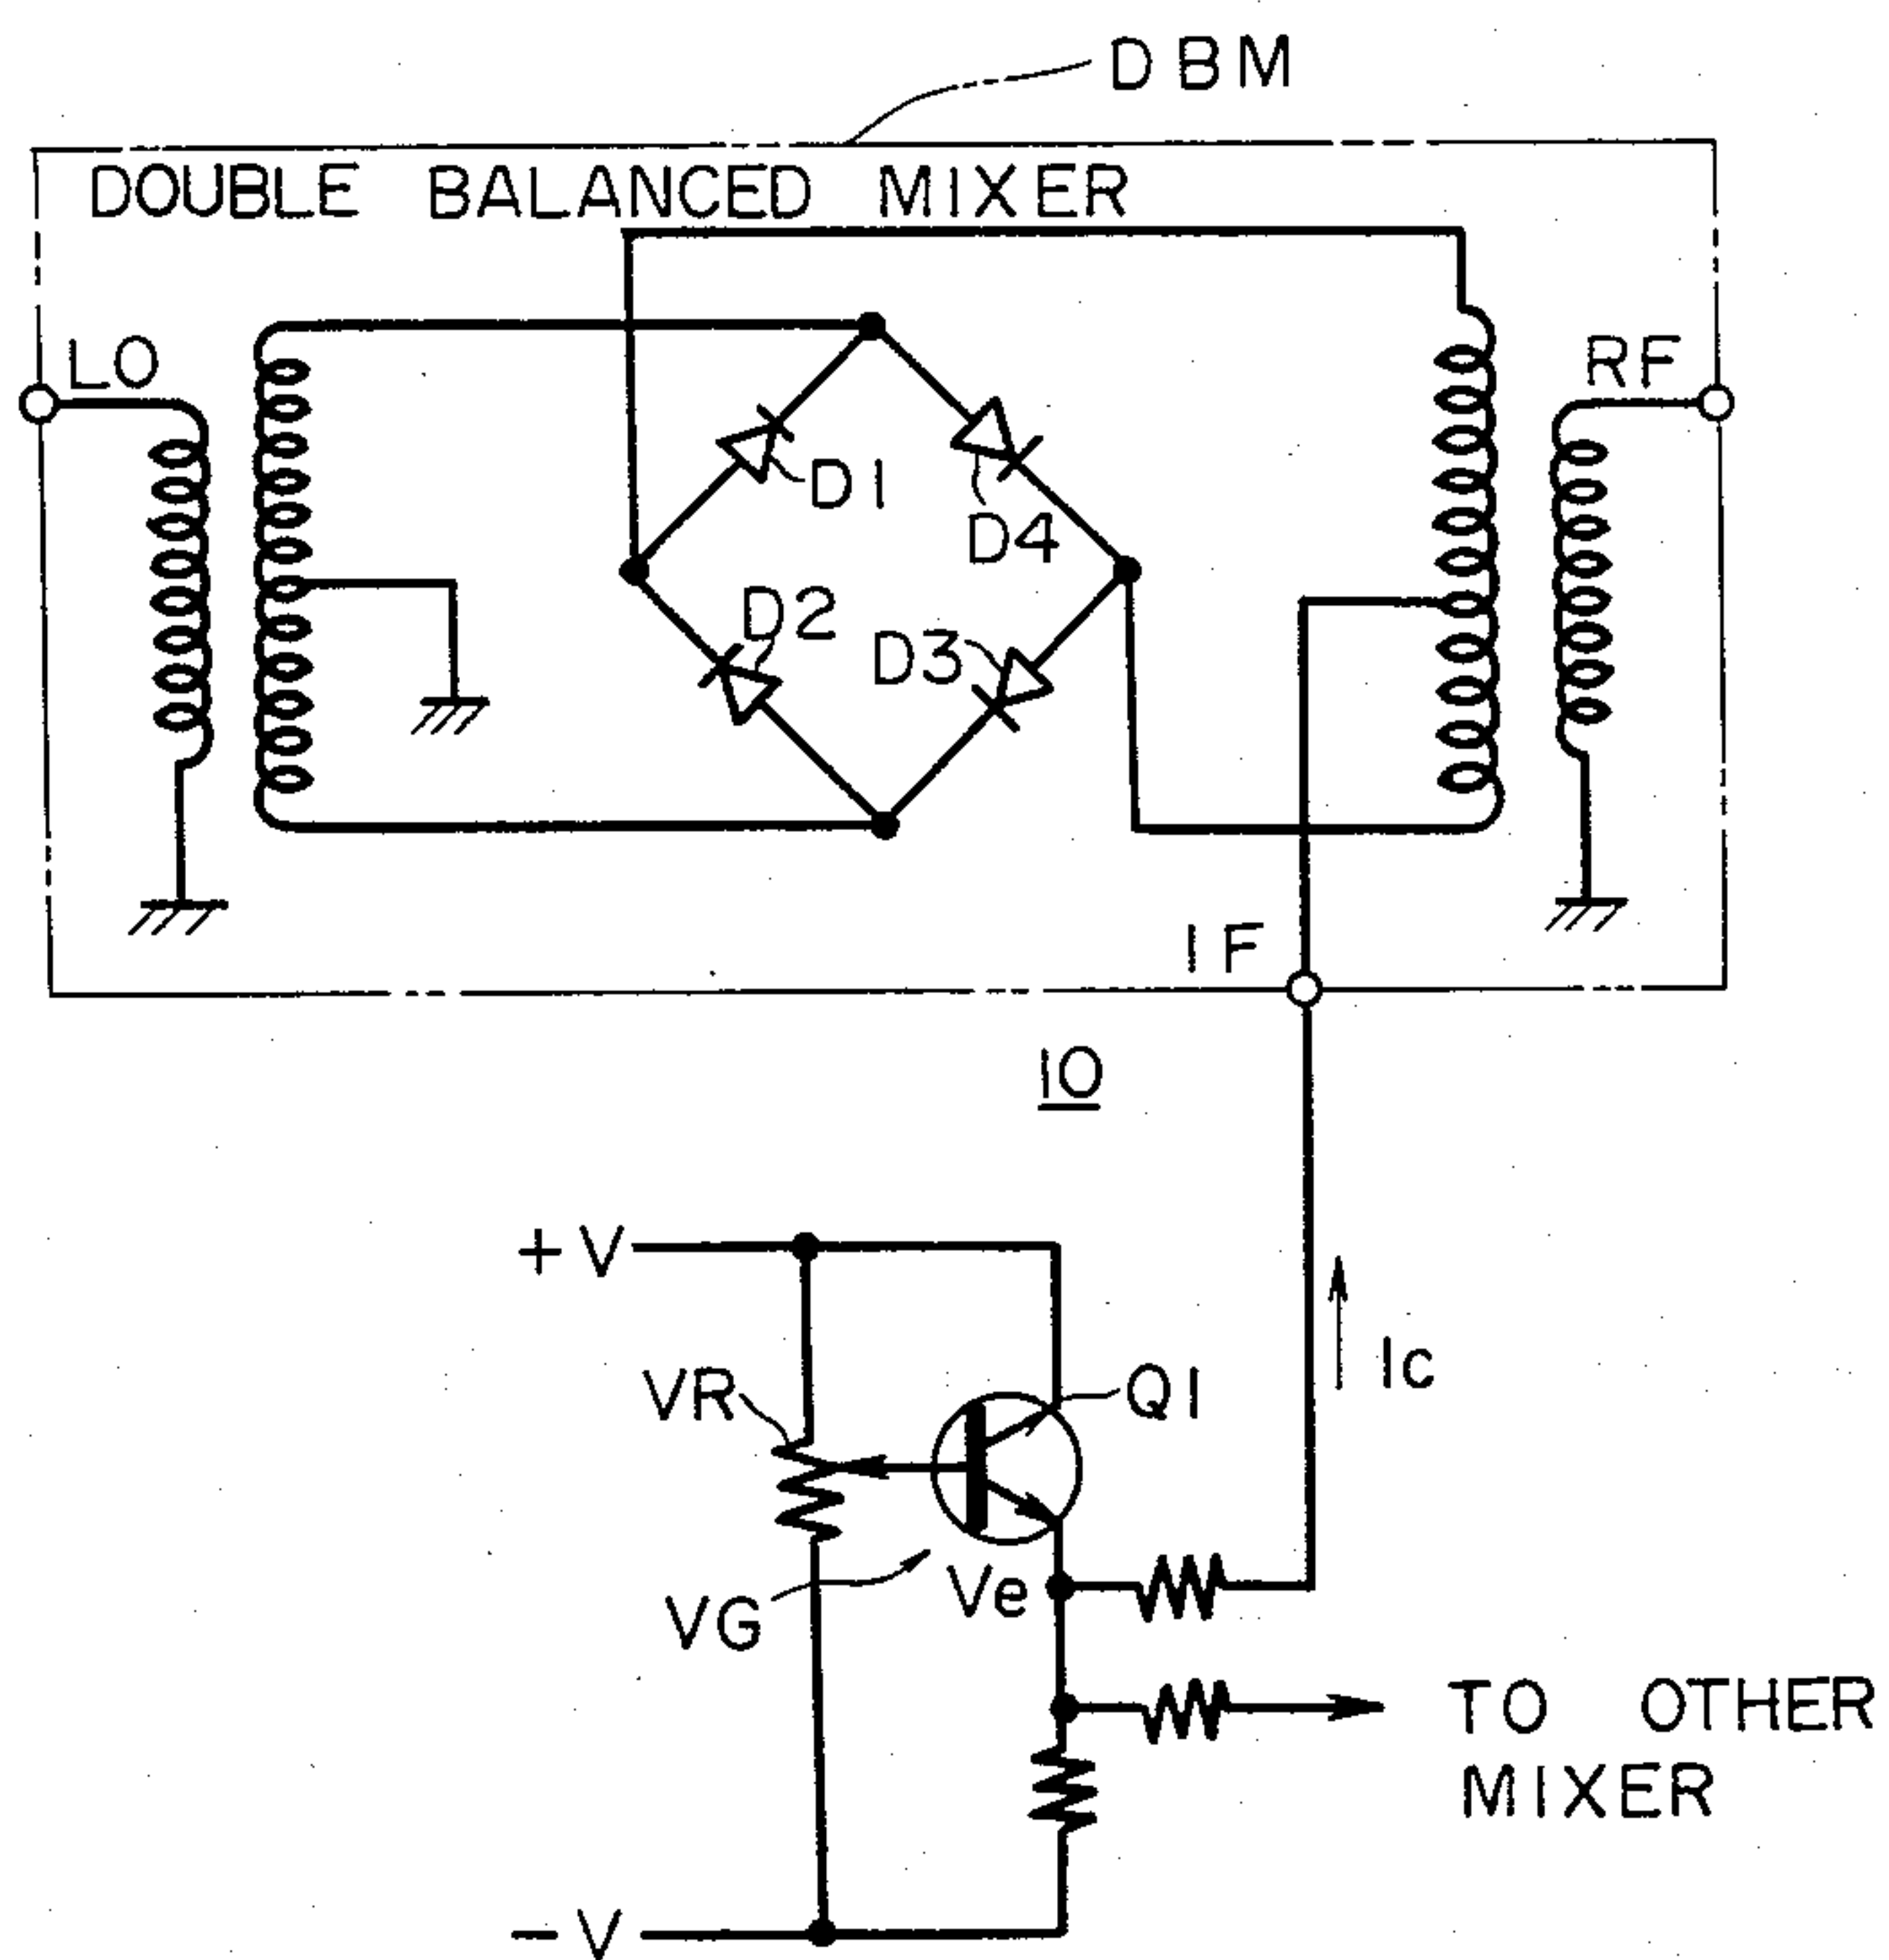 DBM
DOUBLE BALANCED MIXER
LO
RF
D1
D4
D2
D3
IF
10
+V
VR
Q1
Ic
VG
Ve
TO OTHER
MIXER
-V